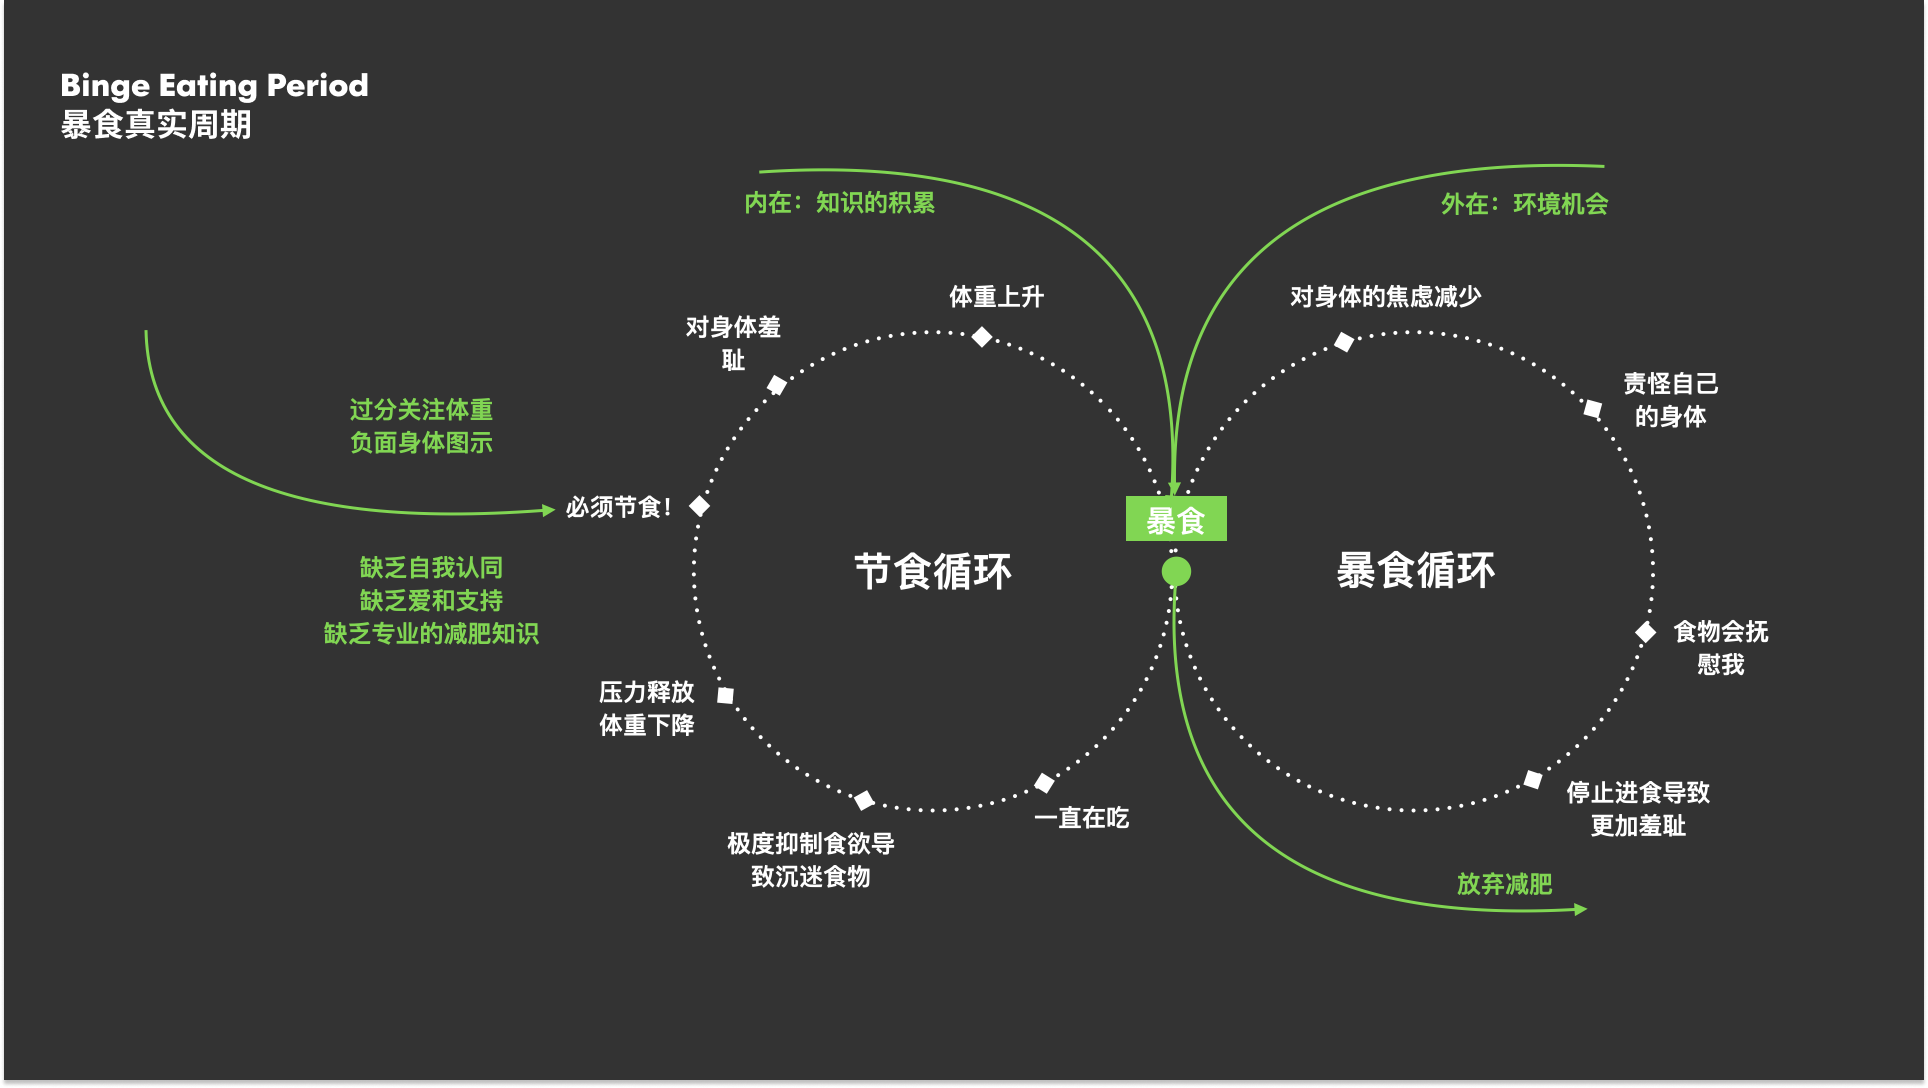 Binge Eating Period
暴食真实周期
内在：知识的积累
外在：环境机会
体重上升
对身体的焦虑减少
对身体羞
耻
责怪自己
的身体
过分关注体重
负面身体图示
必须节食！
暴食
节食循环
暴食循环
缺乏自我认同
缺乏爱和支持
缺乏专业的减肥知识
食物会抚
慰我
压力释放
体重下降
停止进食导致
更加羞耻
一直在吃
极度抑制食欲导
致沉迷食物
放弃减肥